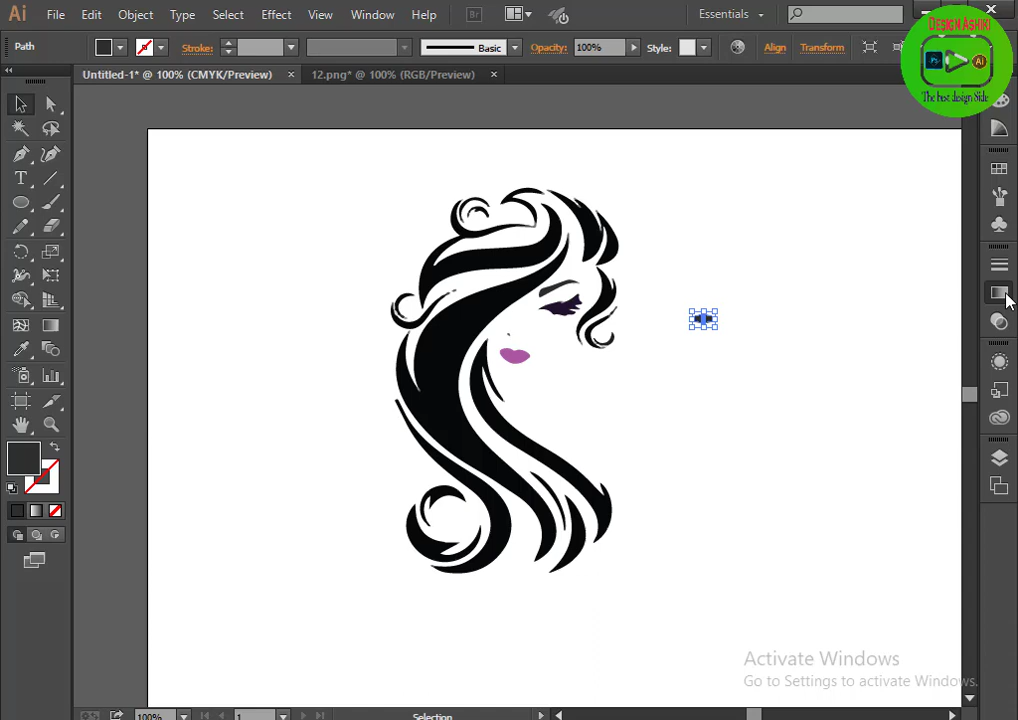 Ai File Edit Object Type Select Effect View Window Help Br Essentials
DESIGN ASHIKI
Path Stroke: Basic Opacity: 100% Style: Align Transform
Ps Ai
The best design Side
Untitled-1* @ 100% (CMYK/Preview) × 12.png* @ 100% (RGB/Preview) ×
Activate Windows
Go to Settings to activate Windows.
100% 1 Selection